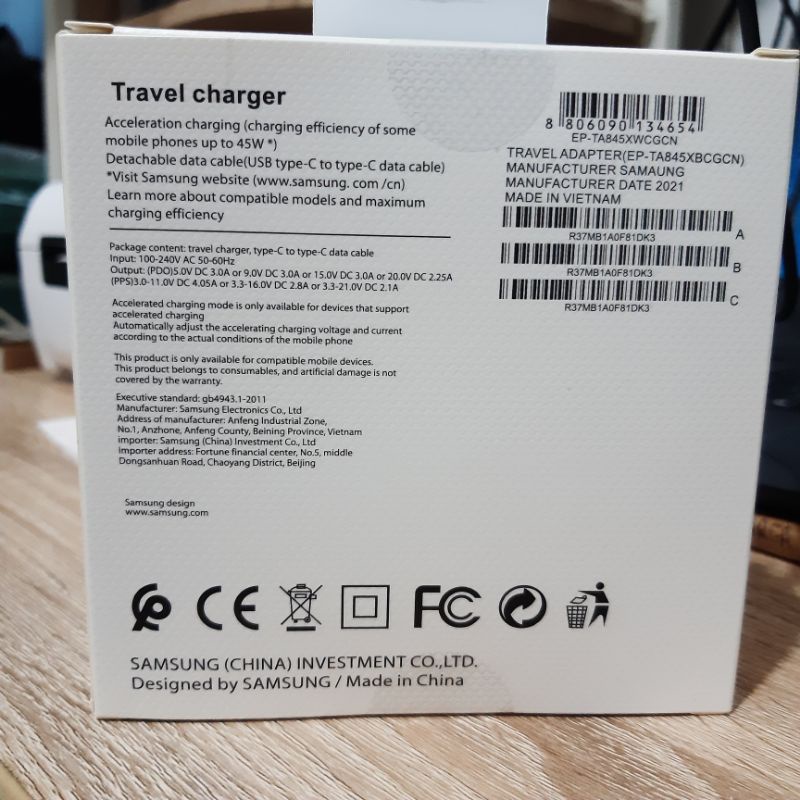 Travel charger
Acceleration charging (charging efficiency of some
mobile phones up to 45W *)
Detachable data cable(USB type-C to type-C data cable)
*Visit Samsung website (www.samsung. com /cn)
Learn more about compatible models and maximum
charging efficiency
Package content: travel charger, type-C to type-C data cable
Input: 100-240V AC 50-60Hz
Output: (PDO)5.0V DC 3.0A or 9.0V DC 3.0A or 15.0V DC 3.0A or 20.0V DC 2.25A
(PPS)3.0-11.0V DC 4.05A or 3.3-16.0V DC 2.8A or 3.3-21.0V DC 2.1A
Accelerated charging mode is only available for devices that support
accelerated charging
Automatically adjust the accelerating charging voltage and current
according to the actual conditions of the mobile phone
This product is only available for compatible mobile devices.
This product belongs to consumables, and artificial damage is not
covered by the warranty.
Executive standard: gb4943.1-2011
Manufacturer: Samsung Electronics Co., Ltd
Address of manufacturer: Anfeng Industrial Zone,
No.1, Anzhone, Anfeng County, Beining Province, Vietnam
importer: Samsung (China) Investment Co., Ltd
Importer address: Fortune financial center, No.5, middle
Dongsanhuan Road, Chaoyang District, Beijing
Samsung design
www.samsung.com
8 806090 134654
EP-TA845XWCGCN
TRAVEL ADAPTER(EP-TA845XBCGCN)
MANUFACTURER SAMAUNG
MANUFACTURER DATE 2021
MADE IN VIETNAM
A
R37MB1A0F81DK3
B
R37MB1A0F81DK3
C
R37MB1A0F81DK3
CE FC
SAMSUNG (CHINA) INVESTMENT CO.,LTD.
Designed by SAMSUNG / Made in China